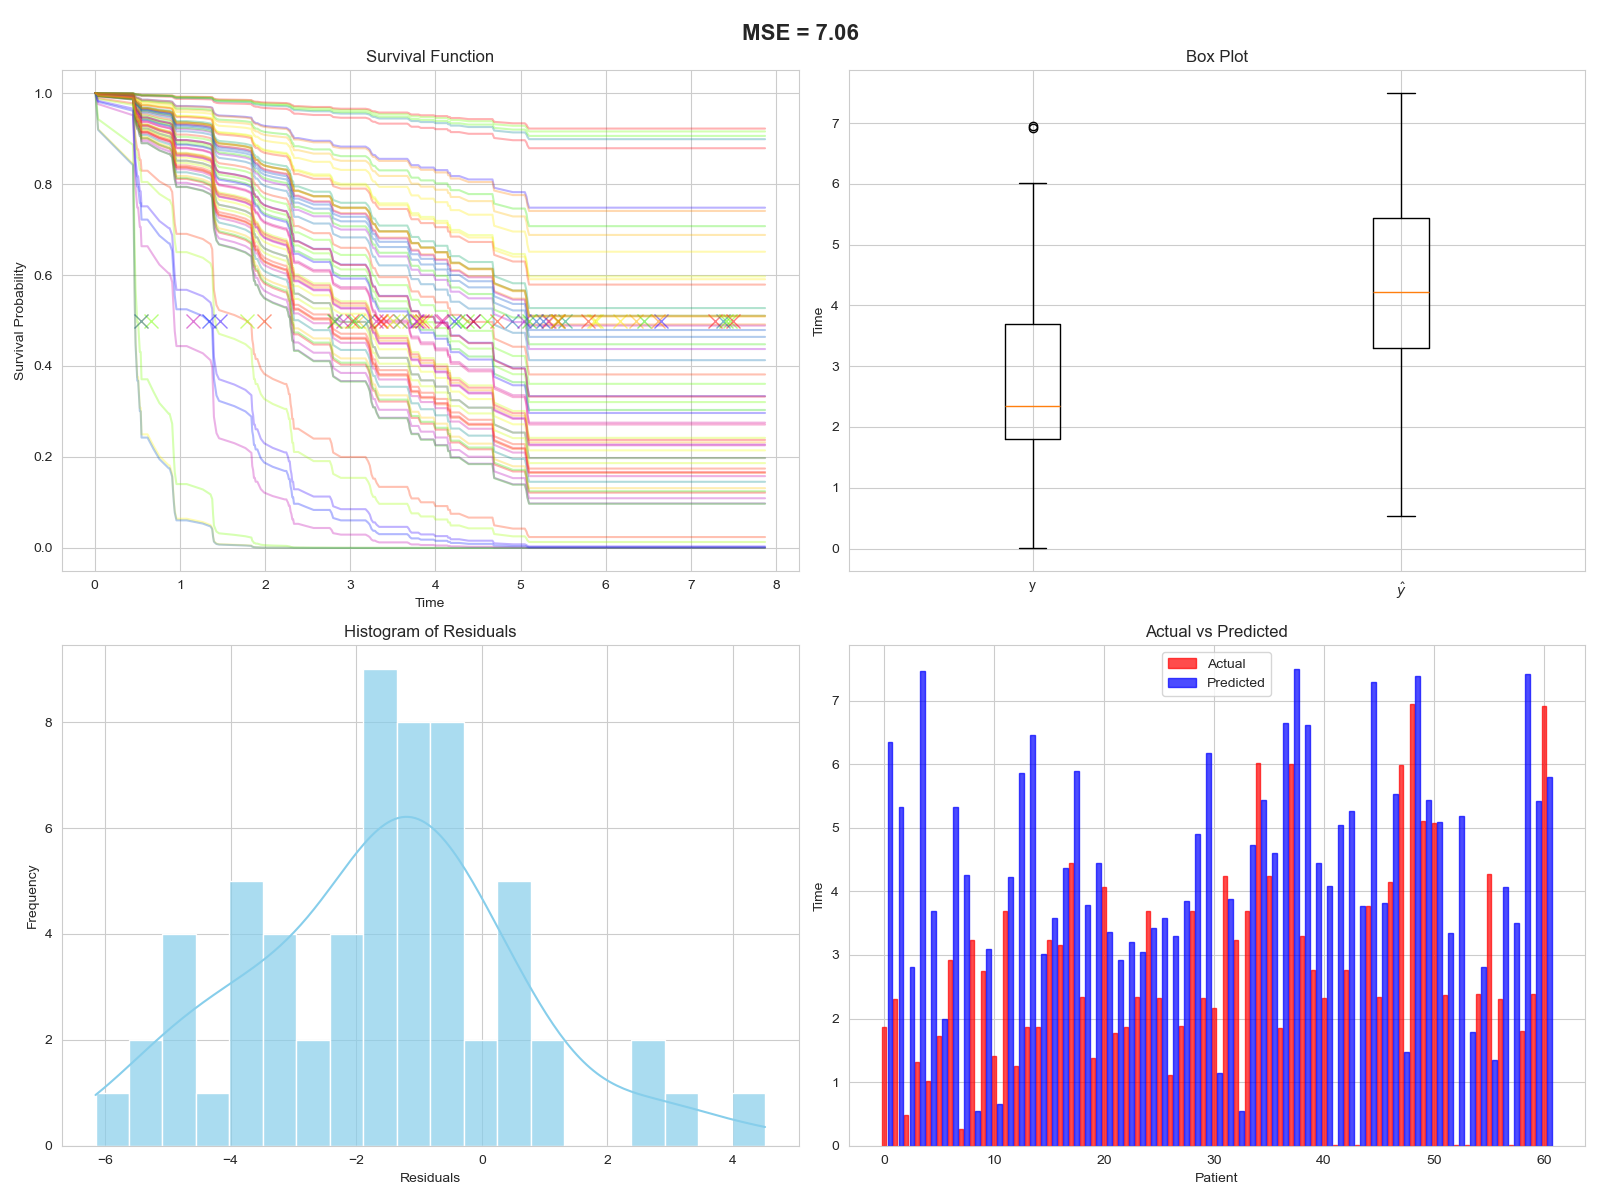 MSE = 7.06
Survival Function
Survival Probability
1.0
0.8
0.6
0.4
0.2
0.0
0 1 2 3 4 5 6 7 8
Time
Box Plot
Time
7
6
5
4
3
2
1
0
y ŷ
Histogram of Residuals
Frequency
8
6
4
2
0
−6 −4 −2 0 2 4
Residuals
Actual vs Predicted
Actual
Predicted
Time
7
6
5
4
3
2
1
0
0 10 20 30 40 50 60
Patient